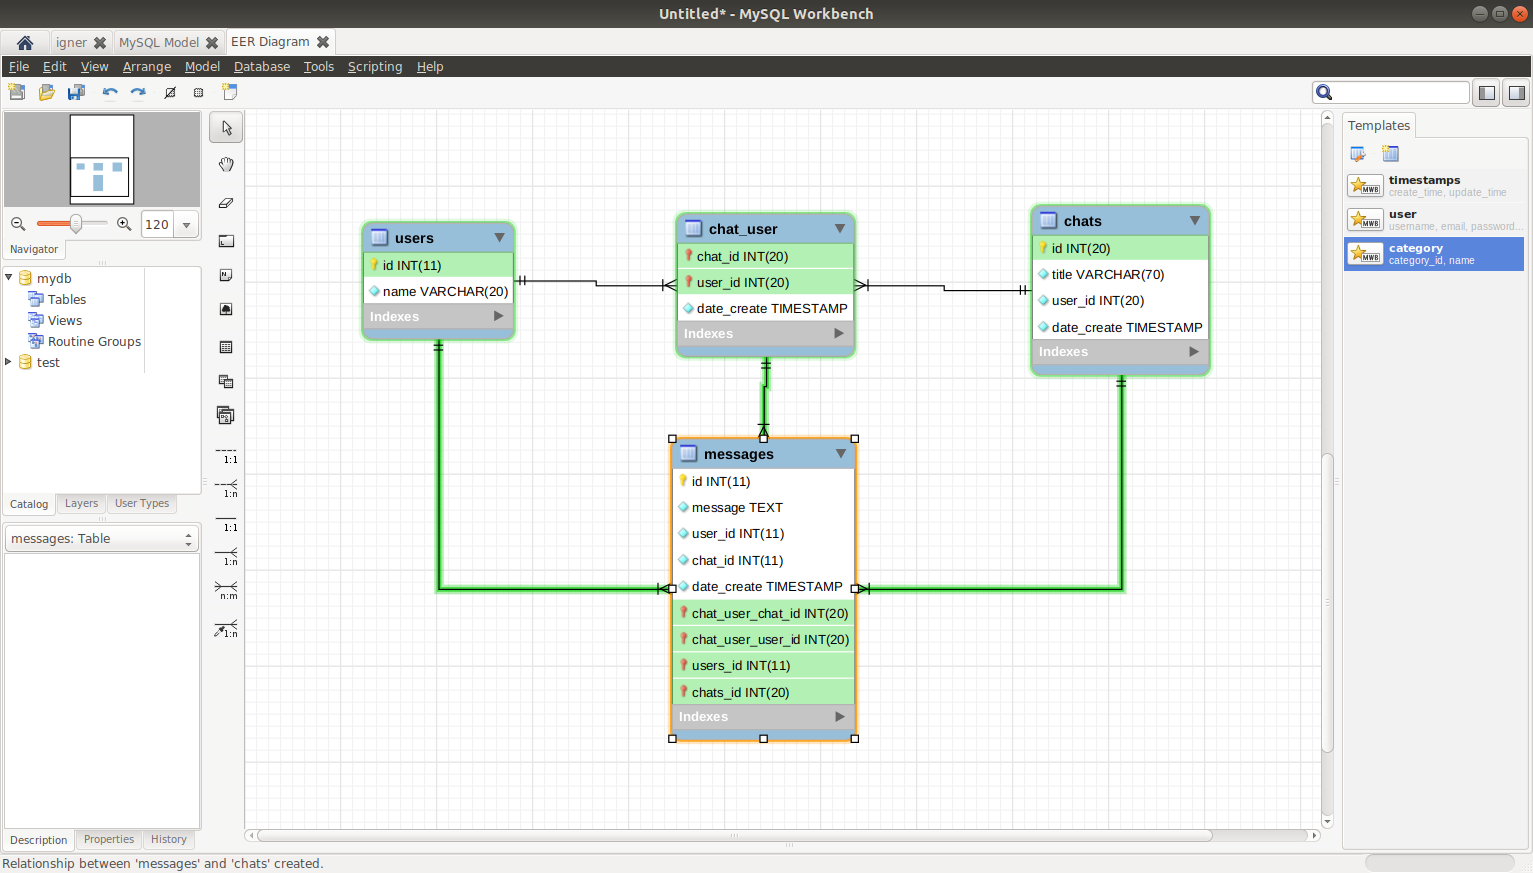 Untitled* - MySQL Workbench
igner
MySQL Model
EER Diagram
File Edit View Arrange Model Database Tools Scripting Help
120
Navigator
mydb
Tables
Views
Routine Groups
test
Catalog Layers User Types
messages: Table
Description Properties History
1:1
1:n
1:1
1:n
n:m
1:n
users
id INT(11)
name VARCHAR(20)
Indexes
chat_user
chat_id INT(20)
user_id INT(20)
date_create TIMESTAMP
Indexes
chats
id INT(20)
title VARCHAR(70)
user_id INT(20)
date_create TIMESTAMP
Indexes
messages
id INT(11)
message TEXT
user_id INT(11)
chat_id INT(11)
date_create TIMESTAMP
chat_user_chat_id INT(20)
chat_user_user_id INT(20)
users_id INT(11)
chats_id INT(20)
Indexes
Templates
MWB
timestamps
create_time, update_time
MWB
user
username, email, password...
MWB
category
category_id, name
Relationship between 'messages' and 'chats' created.